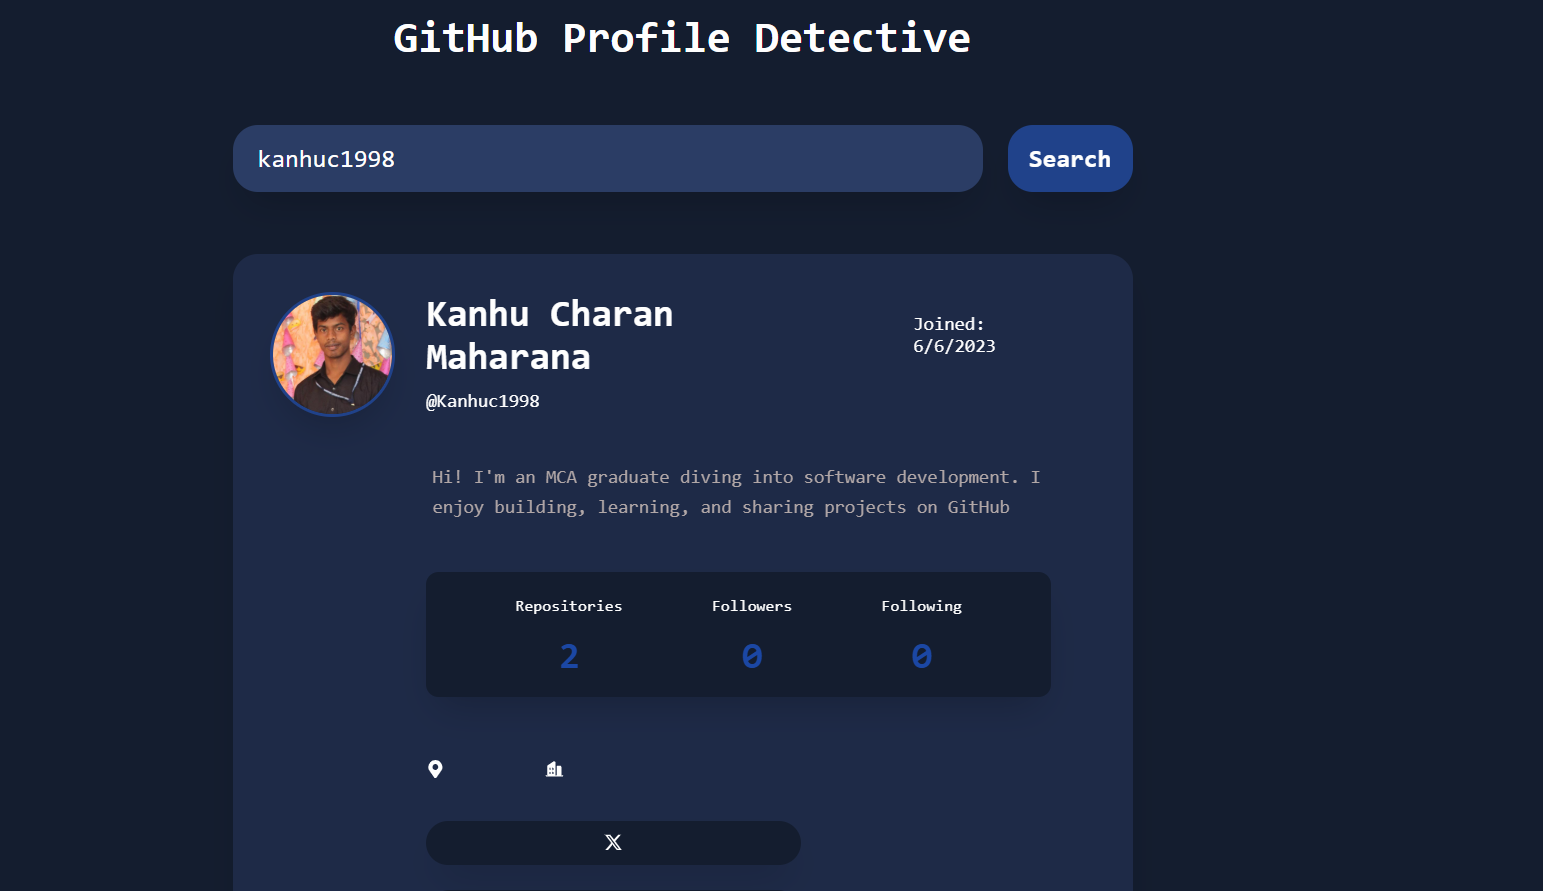 GitHub Profile Detective
kanhuc1998
Search
Kanhu Charan
Maharana
Joined:
6/6/2023
@Kanhuc1998
Hi! I'm an MCA graduate diving into software development. I
enjoy building, learning, and sharing projects on GitHub
Repositories Followers Following
2 0 0